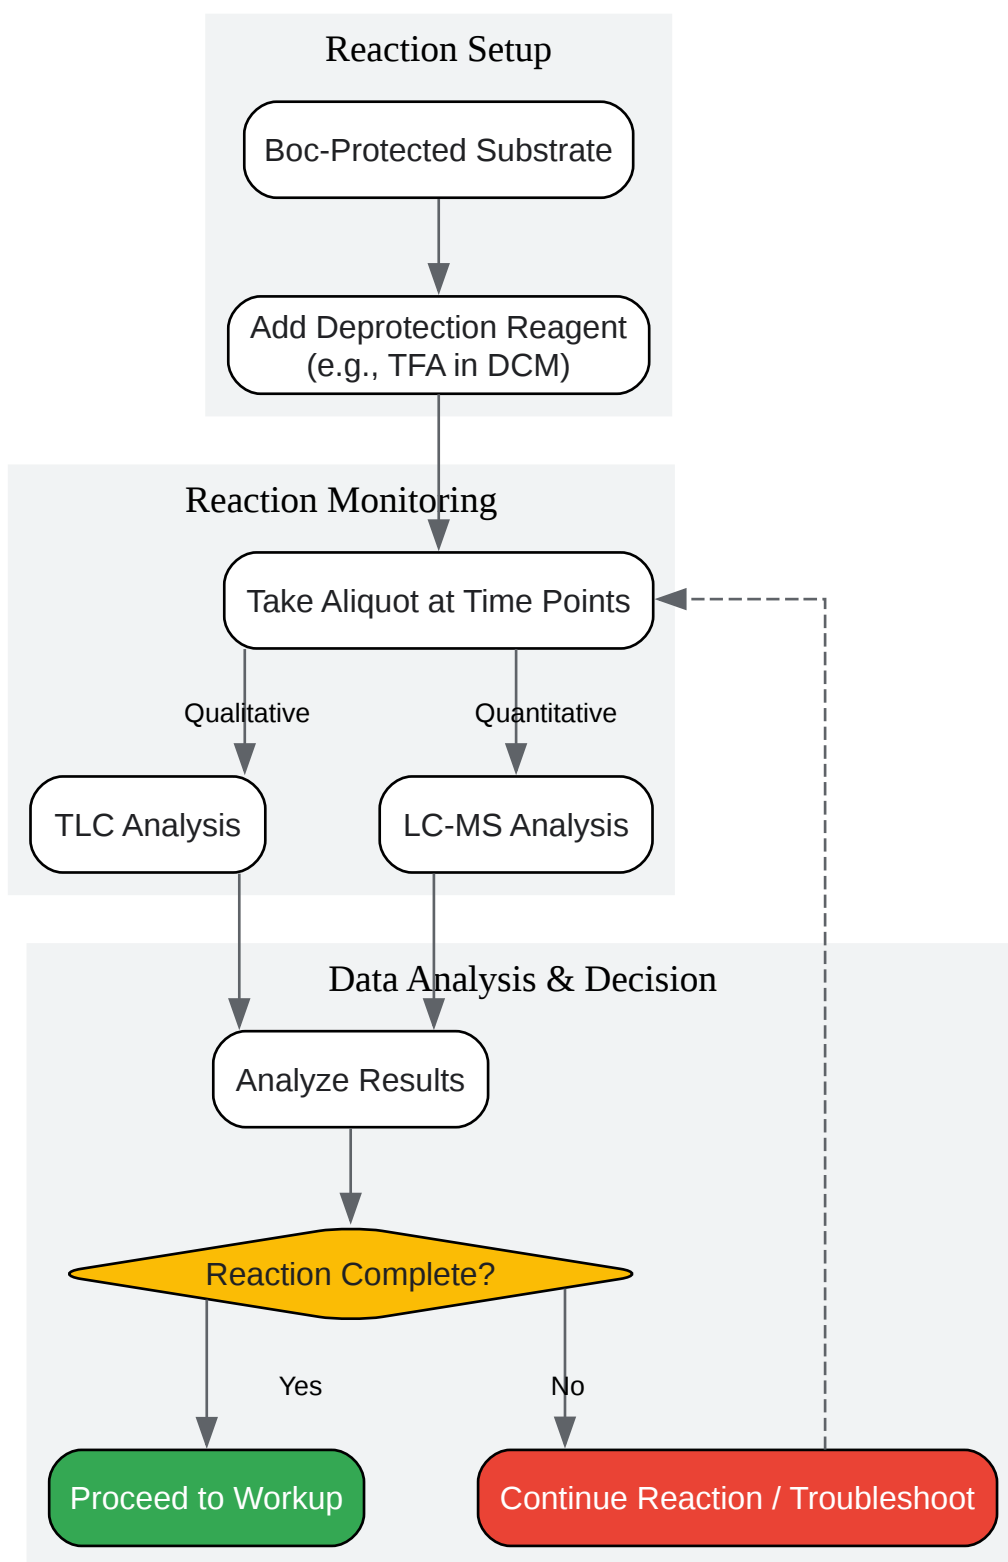 Reaction Setup
Boc-Protected Substrate
Add Deprotection Reagent
(e.g., TFA in DCM)
Reaction Monitoring
Take Aliquot at Time Points
Qualitative
Quantitative
TLC Analysis
LC-MS Analysis
Data Analysis & Decision
Analyze Results
Reaction Complete?
Yes
No
Proceed to Workup
Continue Reaction / Troubleshoot